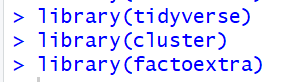 > library(tidyverse)
> library(cluster)
> library(factoextra)